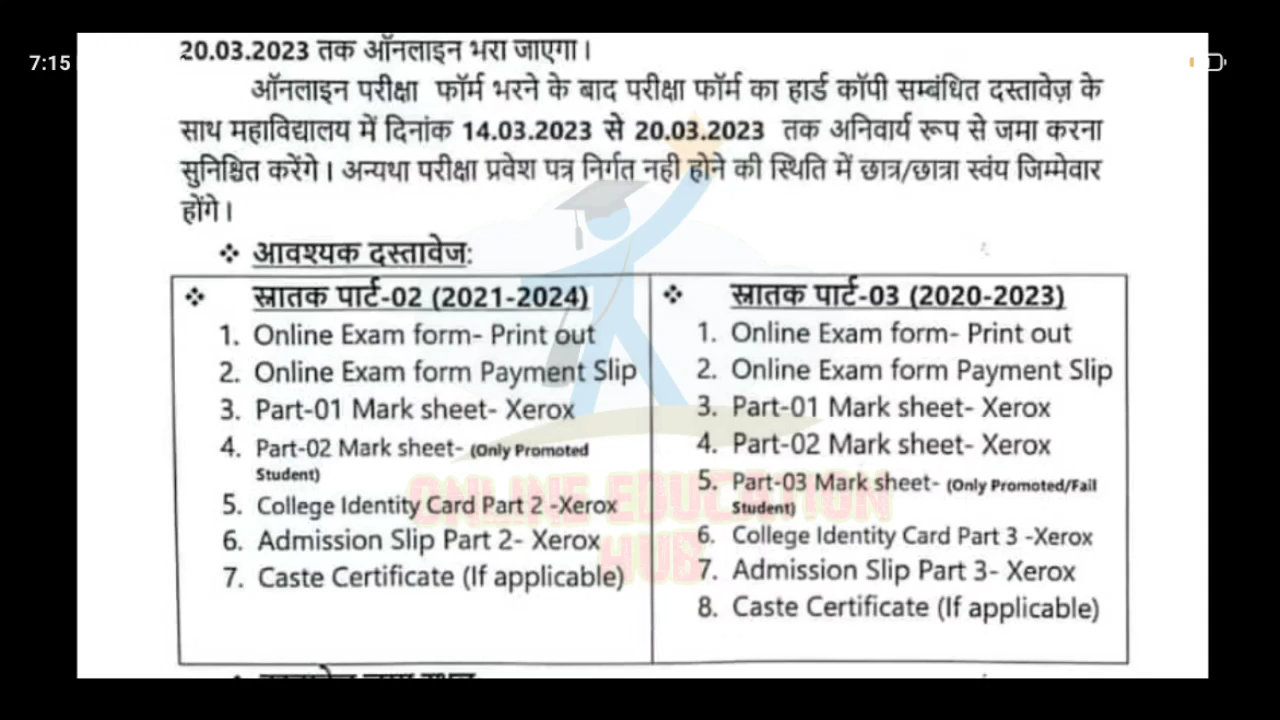 7:15
20.03.2023 तक ऑनलाइन भरा जाएगा।
ऑनलाइन परीक्षा फॉर्म भरने के बाद परीक्षा फॉर्म का हार्ड कॉपी सम्बंधित दस्तावेज़ के
साथ महाविद्यालय में दिनांक 14.03.2023 से 20.03.2023 तक अनिवार्य रूप से जमा करना
सुनिश्चित करेंगे। अन्यथा परीक्षा प्रवेश पत्र निर्गत नही होने की स्थिति में छात्र/छात्रा स्वंय जिम्मेवार
होंगे।
❖ आवश्यक दस्तावेज:
❖ स्नातक पार्ट-02 (2021-2024)
1. Online Exam form- Print out
2. Online Exam form Payment Slip
3. Part-01 Mark sheet- Xerox
4. Part-02 Mark sheet- (Only Promoted
Student)
5. College Identity Card Part 2 -Xerox
6. Admission Slip Part 2- Xerox
7. Caste Certificate (If applicable)
❖ स्नातक पार्ट-03 (2020-2023)
1. Online Exam form- Print out
2. Online Exam form Payment Slip
3. Part-01 Mark sheet- Xerox
4. Part-02 Mark sheet- Xerox
5. Part-03 Mark sheet- (Only Promoted/Fail
Student)
6. College Identity Card Part 3 -Xerox
7. Admission Slip Part 3- Xerox
8. Caste Certificate (If applicable)
ONLINE EDUCATION
HUB